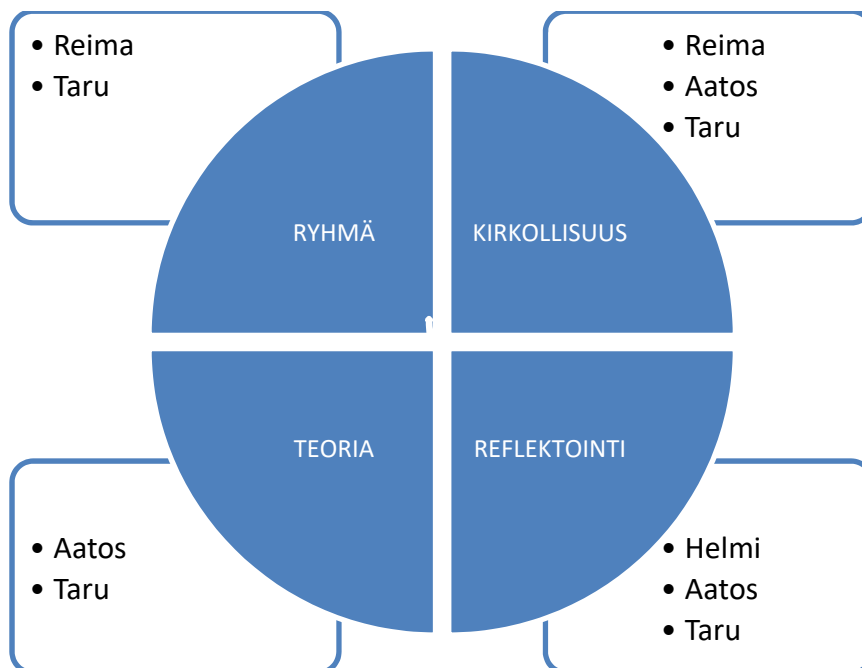 • Reima
• Taru
• Reima
• Aatos
• Taru
RYHMÄ
KIRKOLLISUUS
TEORIA
REFLEKTOINTI
• Aatos
• Taru
• Helmi
• Aatos
• Taru